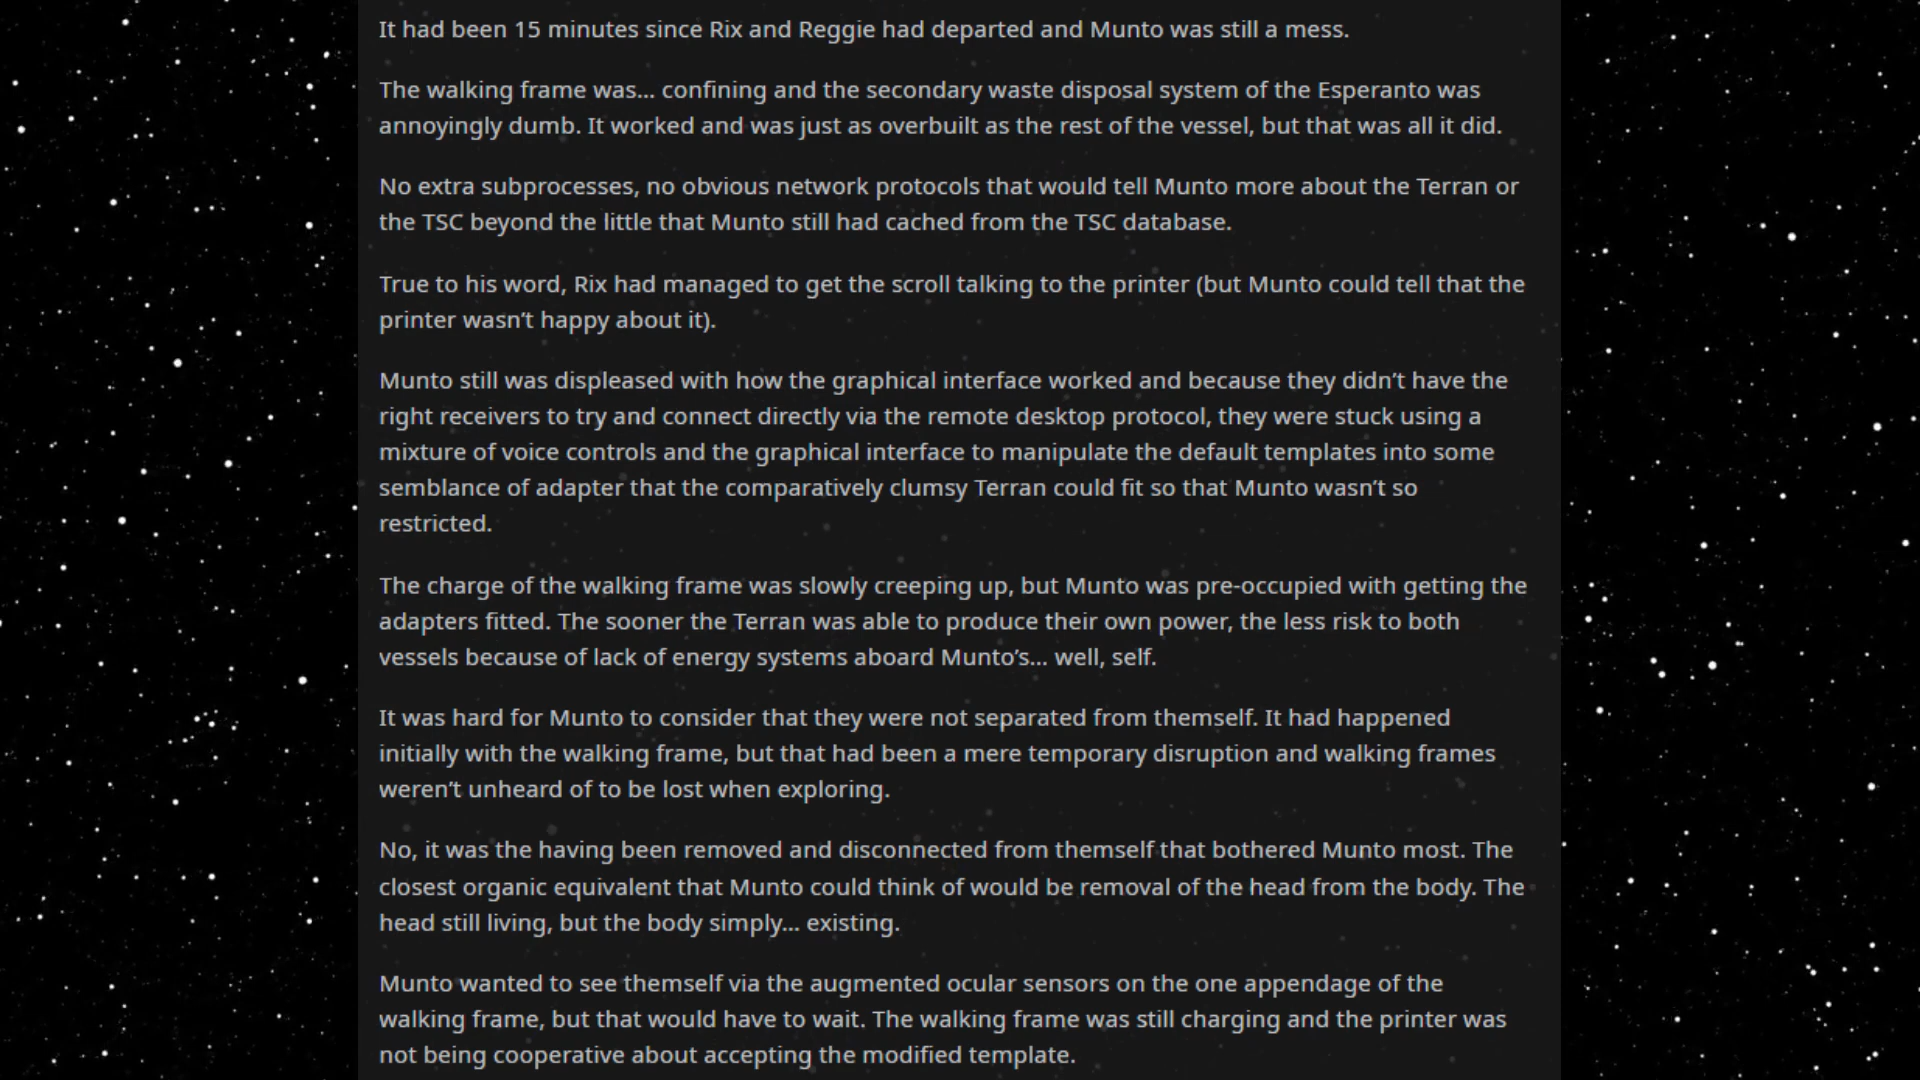 It had been 15 minutes since Rix and Reggie had departed and Munto was still a mess.
The walking frame was… confining and the secondary waste disposal system of the Esperanto was
annoyingly dumb. It worked and was just as overbuilt as the rest of the vessel, but that was all it did.
No extra subprocesses, no obvious network protocols that would tell Munto more about the Terran or
the TSC beyond the little that Munto still had cached from the TSC database.
True to his word, Rix had managed to get the scroll talking to the printer (but Munto could tell that the
printer wasn’t happy about it).
Munto still was displeased with how the graphical interface worked and because they didn’t have the
right receivers to try and connect directly via the remote desktop protocol, they were stuck using a
mixture of voice controls and the graphical interface to manipulate the default templates into some
semblance of adapter that the comparatively clumsy Terran could fit so that Munto wasn’t so
restricted.
The charge of the walking frame was slowly creeping up, but Munto was pre-occupied with getting the
adapters fitted. The sooner the Terran was able to produce their own power, the less risk to both
vessels because of lack of energy systems aboard Munto’s… well, self.
It was hard for Munto to consider that they were not separated from themself. It had happened
initially with the walking frame, but that had been a mere temporary disruption and walking frames
weren’t unheard of to be lost when exploring.
No, it was the having been removed and disconnected from themself that bothered Munto most. The
closest organic equivalent that Munto could think of would be removal of the head from the body. The
head still living, but the body simply… existing.
Munto wanted to see themself via the augmented ocular sensors on the one appendage of the
walking frame, but that would have to wait. The walking frame was still charging and the printer was
not being cooperative about accepting the modified template.